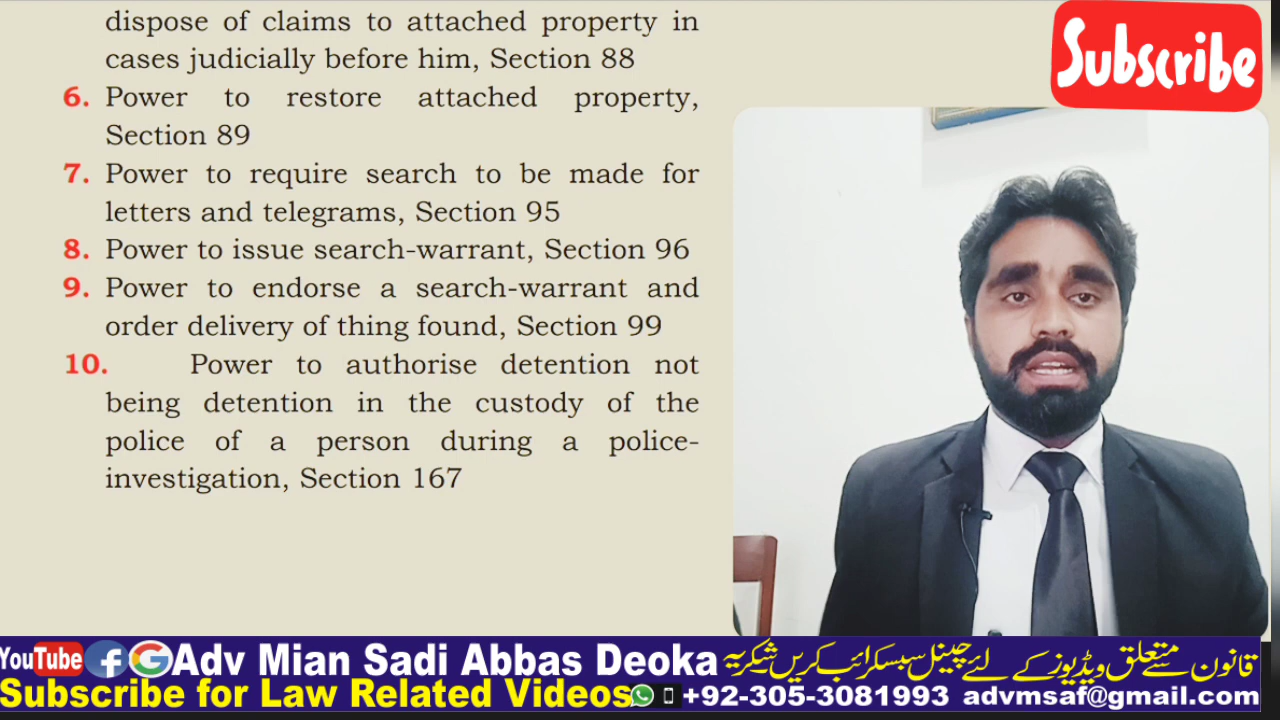 dispose of claims to attached property in
cases judicially before him, Section 88
6. Power to restore attached property,
Section 89
7. Power to require search to be made for
letters and telegrams, Section 95
8. Power to issue search-warrant, Section 96
9. Power to endorse a search-warrant and
order delivery of thing found, Section 99
10. Power to authorise detention not
being detention in the custody of the
police of a person during a police-
investigation, Section 167
Subscribe
YouTube f G Adv Mian Sadi Abbas Deoka قانون سے متعلق ویڈیوز کے لئے چینل سبسکرائب کریں شکریہ
Subscribe for Law Related Videos +92-305-3081993 advmsaf@gmail.com